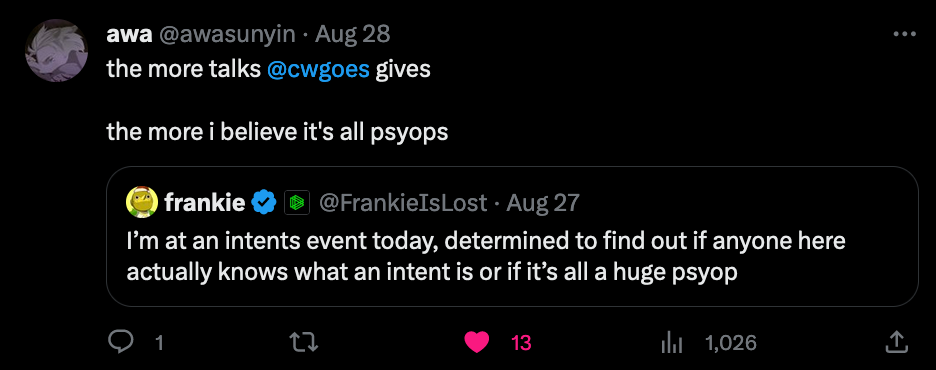 awa @awasunyin · Aug 28
the more talks @cwgoes gives
the more i believe it's all psyops
frankie @FrankieIsLost · Aug 27
I’m at an intents event today, determined to find out if anyone here
actually knows what an intent is or if it’s all a huge psyop
1 13 1,026